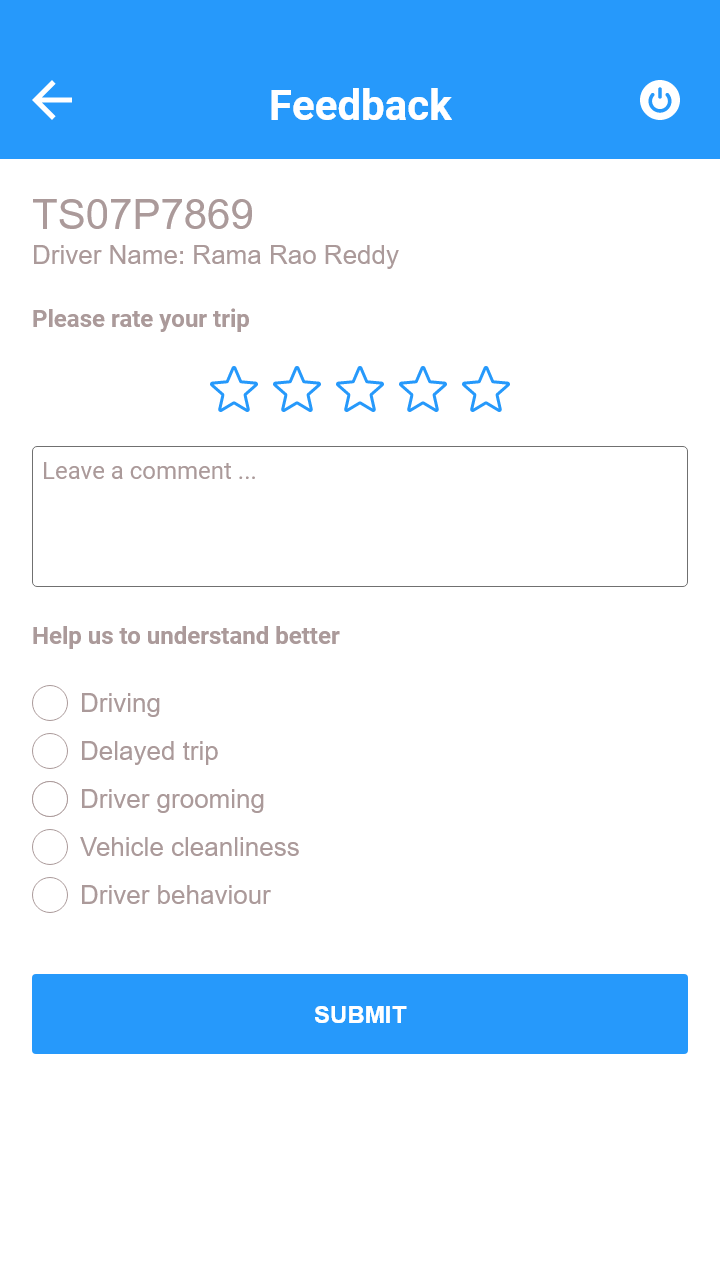 Feedback
TS07P7869
Driver Name: Rama Rao Reddy
Please rate your trip
Leave a comment ...
Help us to understand better
Driving
Delayed trip
Driver grooming
Vehicle cleanliness
Driver behaviour
SUBMIT